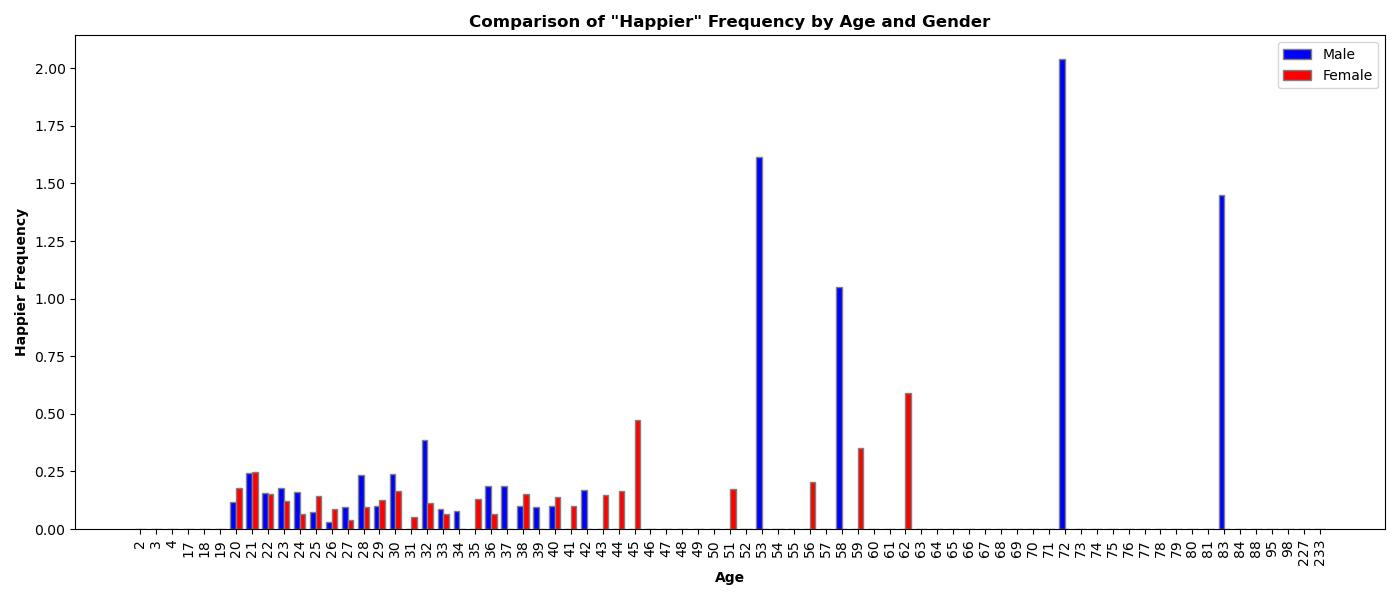 Comparison of "Happier" Frequency by Age and Gender
Male
Female
Happier Frequency
2.00
1.75
1.50
1.25
1.00
0.75
0.50
0.25
0.00
2 3 4 17 18 19 20 21 22 23 24 25 26 27 28 29 30 31 32 33 34 35 36 37 38 39 40 41 42 43 44 45 46 47 48 49 50 51 52 53 54 55 56 57 58 59 60 61 62 63 64 65 66 67 68 69 70 71 72 73 74 75 76 77 78 79 80 81 83 84 88 95 98 227 233
Age